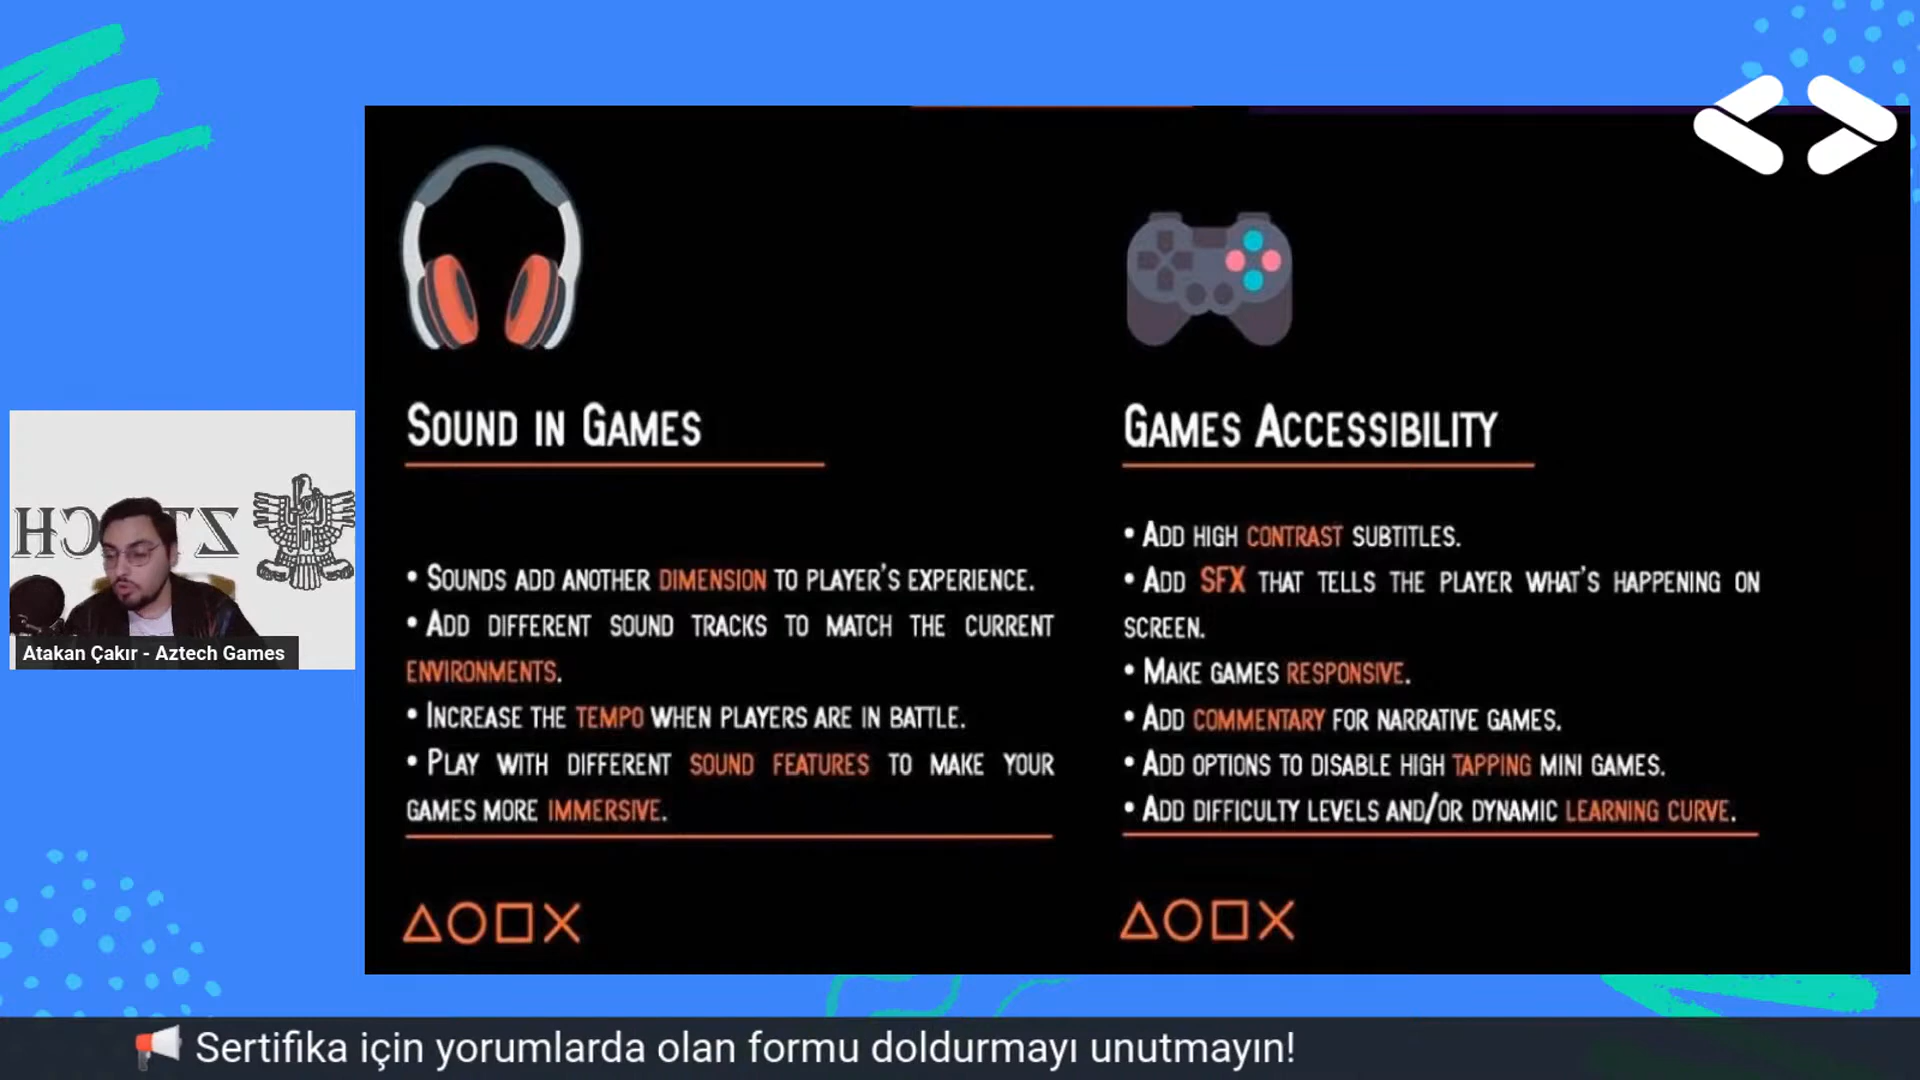 SOUND IN GAMES
• SOUNDS ADD ANOTHER DIMENSION TO PLAYER'S EXPERIENCE.
• ADD DIFFERENT SOUND TRACKS TO MATCH THE CURRENT
ENVIRONMENTS.
• INCREASE THE TEMPO WHEN PLAYERS ARE IN BATTLE.
• PLAY WITH DIFFERENT SOUND FEATURES TO MAKE YOUR
GAMES MORE IMMERSIVE.
GAMES ACCESSIBILITY
• ADD HIGH CONTRAST SUBTITLES.
• ADD SFX THAT TELLS THE PLAYER WHAT'S HAPPENING ON
SCREEN.
• MAKE GAMES RESPONSIVE.
• ADD COMMENTARY FOR NARRATIVE GAMES.
• ADD OPTIONS TO DISABLE HIGH TAPPING MINI GAMES.
• ADD DIFFICULTY LEVELS AND/OR DYNAMIC LEARNING CURVE.
Atakan Çakır - Aztech Games
Sertifika için yorumlarda olan formu doldurmayı unutmayın!